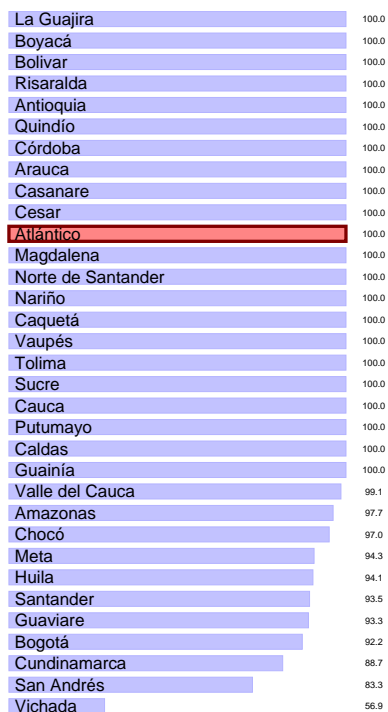 La Guajira 100.0
Boyacá 100.0
Bolivar 100.0
Risaralda 100.0
Antioquia 100.0
Quindío 100.0
Córdoba 100.0
Arauca 100.0
Casanare 100.0
Cesar 100.0
Atlántico 100.0
Magdalena 100.0
Norte de Santander 100.0
Nariño 100.0
Caquetá 100.0
Vaupés 100.0
Tolima 100.0
Sucre 100.0
Cauca 100.0
Putumayo 100.0
Caldas 100.0
Guainía 100.0
Valle del Cauca 99.1
Amazonas 97.7
Chocó 97.0
Meta 94.3
Huila 94.1
Santander 93.5
Guaviare 93.3
Bogotá 92.2
Cundinamarca 88.7
San Andrés 83.3
Vichada 56.9